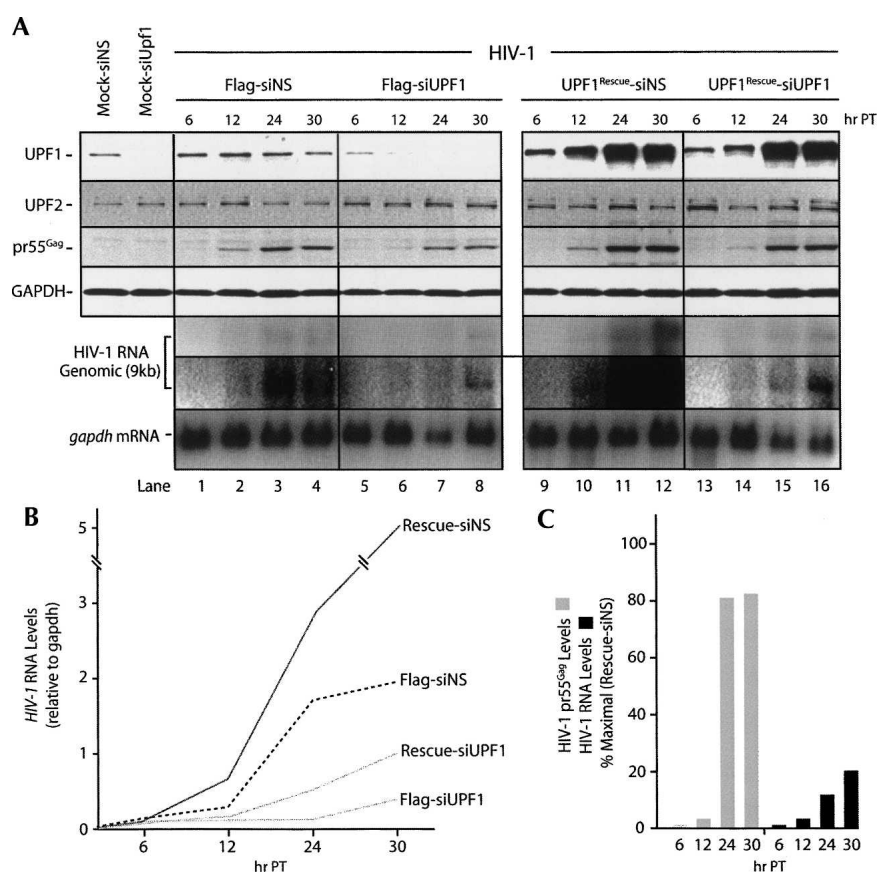 A
Mock-siNS
Mock-siUpf1
HIV-1
Flag-siNS
Flag-siUPF1
UPF1Rescue-siNS
UPF1Rescue-siUPF1
6 12 24 30 6 12 24 30 6 12 24 30 6 12 24 30 hr PT
UPF1
UPF2
pr55Gag
GAPDH
HIV-1 RNA
Genomic (9kb)
gapdh mRNA
Lane 1 2 3 4 5 6 7 8 9 10 11 12 13 14 15 16
B
HIV-1 RNA Levels
(relative to gapdh)
5
3
2
1
0
Rescue-siNS
Flag-siNS
Rescue-siUPF1
Flag-siUPF1
6 12 24 30
hr PT
C
HIV-1 pr55Gag Levels
HIV-1 RNA Levels
% Maximal (Rescue-siNS)
100
80
60
40
20
0
6 12 24 30 6 12 24 30
hr PT